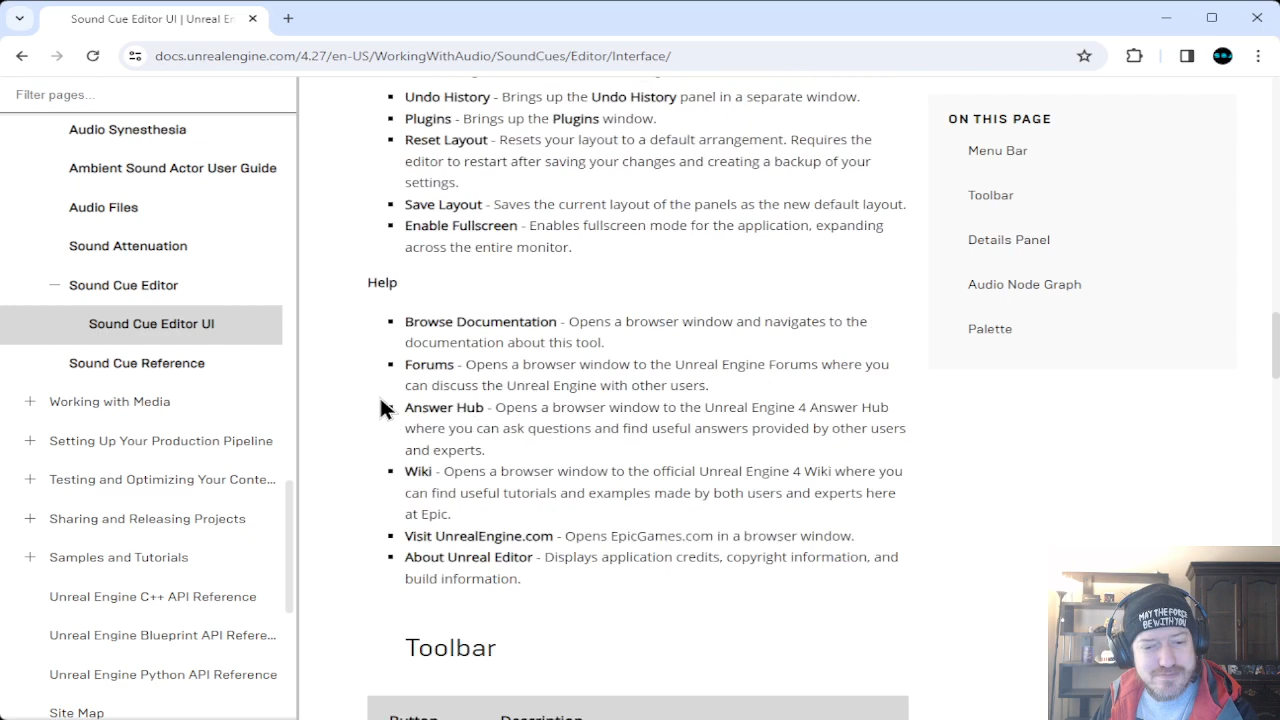 Sound Cue Editor UI | Unreal En
docs.unrealengine.com/4.27/en-US/WorkingWithAudio/SoundCues/Editor/Interface/
Filter pages...
Audio Synesthesia
Ambient Sound Actor User Guide
Audio Files
Sound Attenuation
Sound Cue Editor
Sound Cue Editor UI
Sound Cue Reference
Working with Media
Setting Up Your Production Pipeline
Testing and Optimizing Your Conte...
Sharing and Releasing Projects
Samples and Tutorials
Unreal Engine C++ API Reference
Unreal Engine Blueprint API Refere...
Unreal Engine Python API Reference
Site Map
Undo History - Brings up the Undo History panel in a separate window.
Plugins - Brings up the Plugins window.
Reset Layout - Resets your layout to a default arrangement. Requires the
editor to restart after saving your changes and creating a backup of your
settings.
Save Layout - Saves the current layout of the panels as the new default layout.
Enable Fullscreen - Enables fullscreen mode for the application, expanding
across the entire monitor.
Help
Browse Documentation - Opens a browser window and navigates to the
documentation about this tool.
Forums - Opens a browser window to the Unreal Engine Forums where you
can discuss the Unreal Engine with other users.
Answer Hub - Opens a browser window to the Unreal Engine 4 Answer Hub
where you can ask questions and find useful answers provided by other users
and experts.
Wiki - Opens a browser window to the official Unreal Engine 4 Wiki where you
can find useful tutorials and examples made by both users and experts here
at Epic.
Visit UnrealEngine.com - Opens EpicGames.com in a browser window.
About Unreal Editor - Displays application credits, copyright information, and
build information.
Toolbar
Button Description
ON THIS PAGE
Menu Bar
Toolbar
Details Panel
Audio Node Graph
Palette
MAY THE FORCE
BE WITH YOU